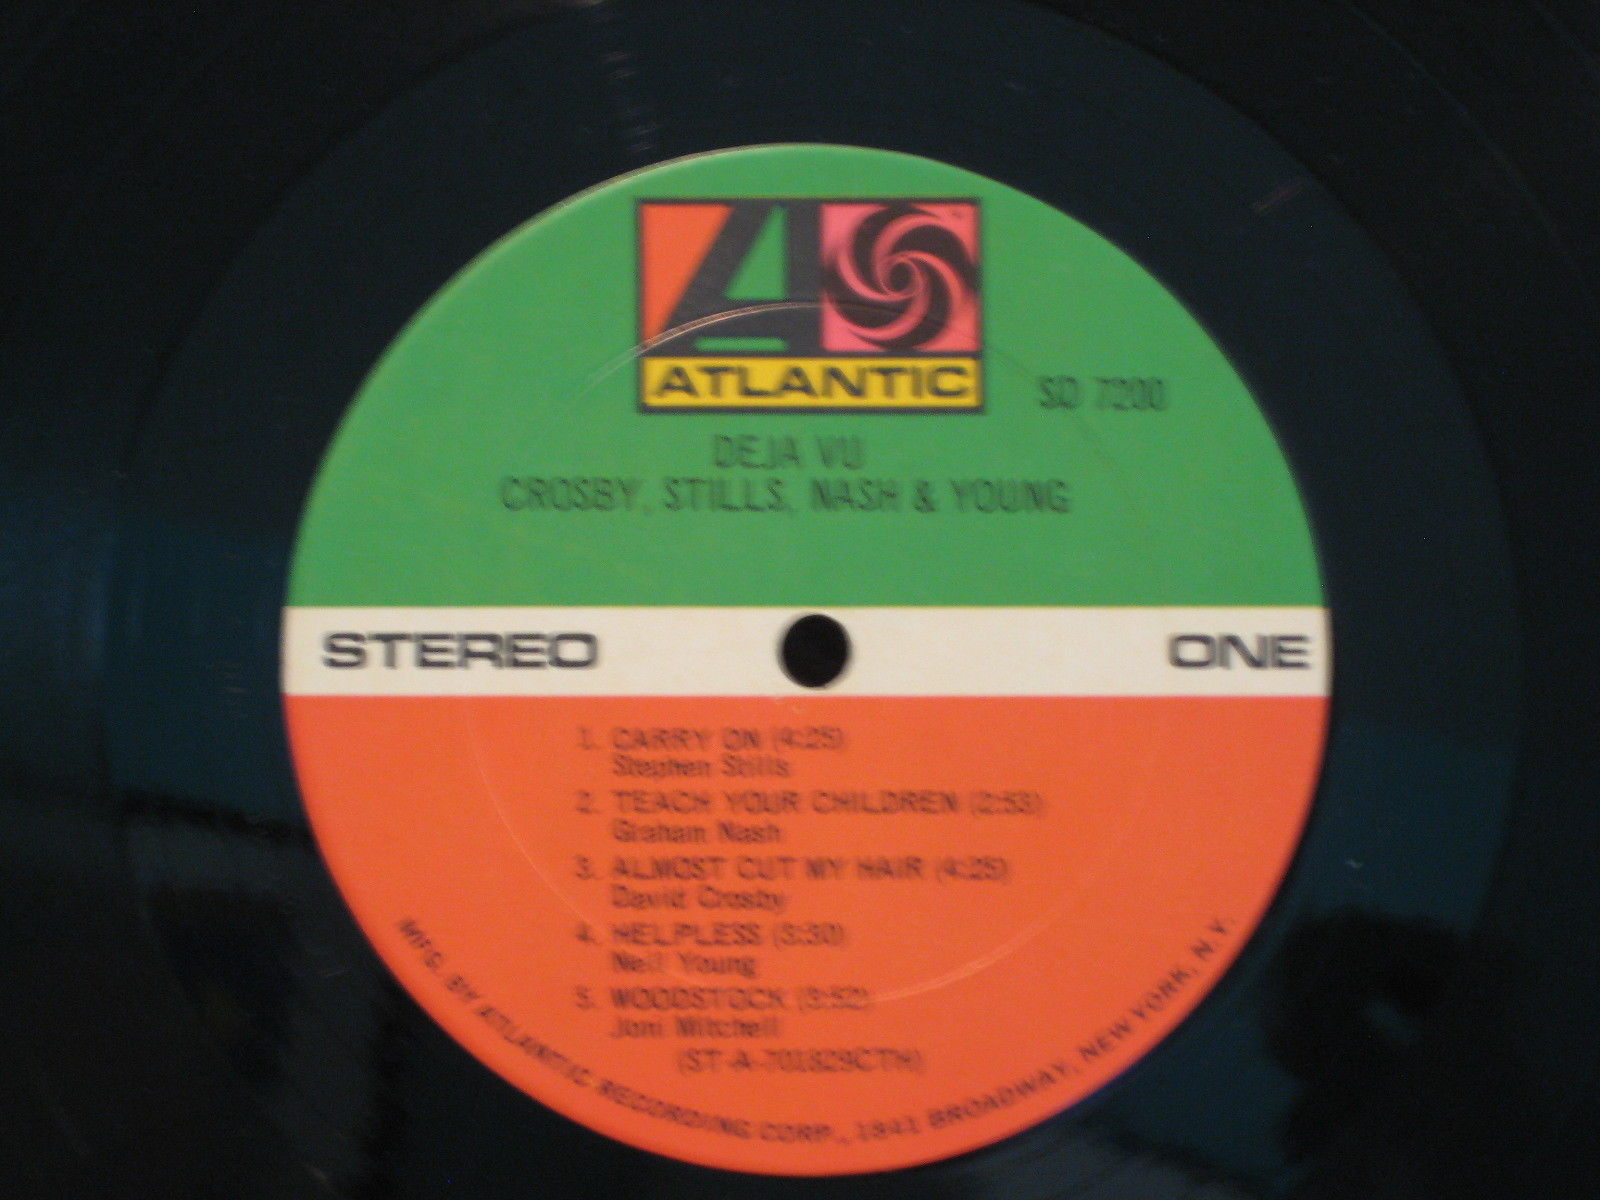 ATLANTIC
SD 7200
DEJA VU
CROSBY, STILLS, NASH & YOUNG
STEREO
ONE
1. CARRY ON (4:25)
Stephen Stills
2. TEACH YOUR CHILDREN (2:53)
Graham Nash
3. ALMOST CUT MY HAIR (4:25)
David Crosby
4. HELPLESS (3:30)
Neil Young
5. WOODSTOCK (3:52)
Joni Mitchell
(ST-A-701829CTH)
MFG. BY ATLANTIC RECORDING CORP., 1841 BROADWAY, NEW YORK, N.Y.